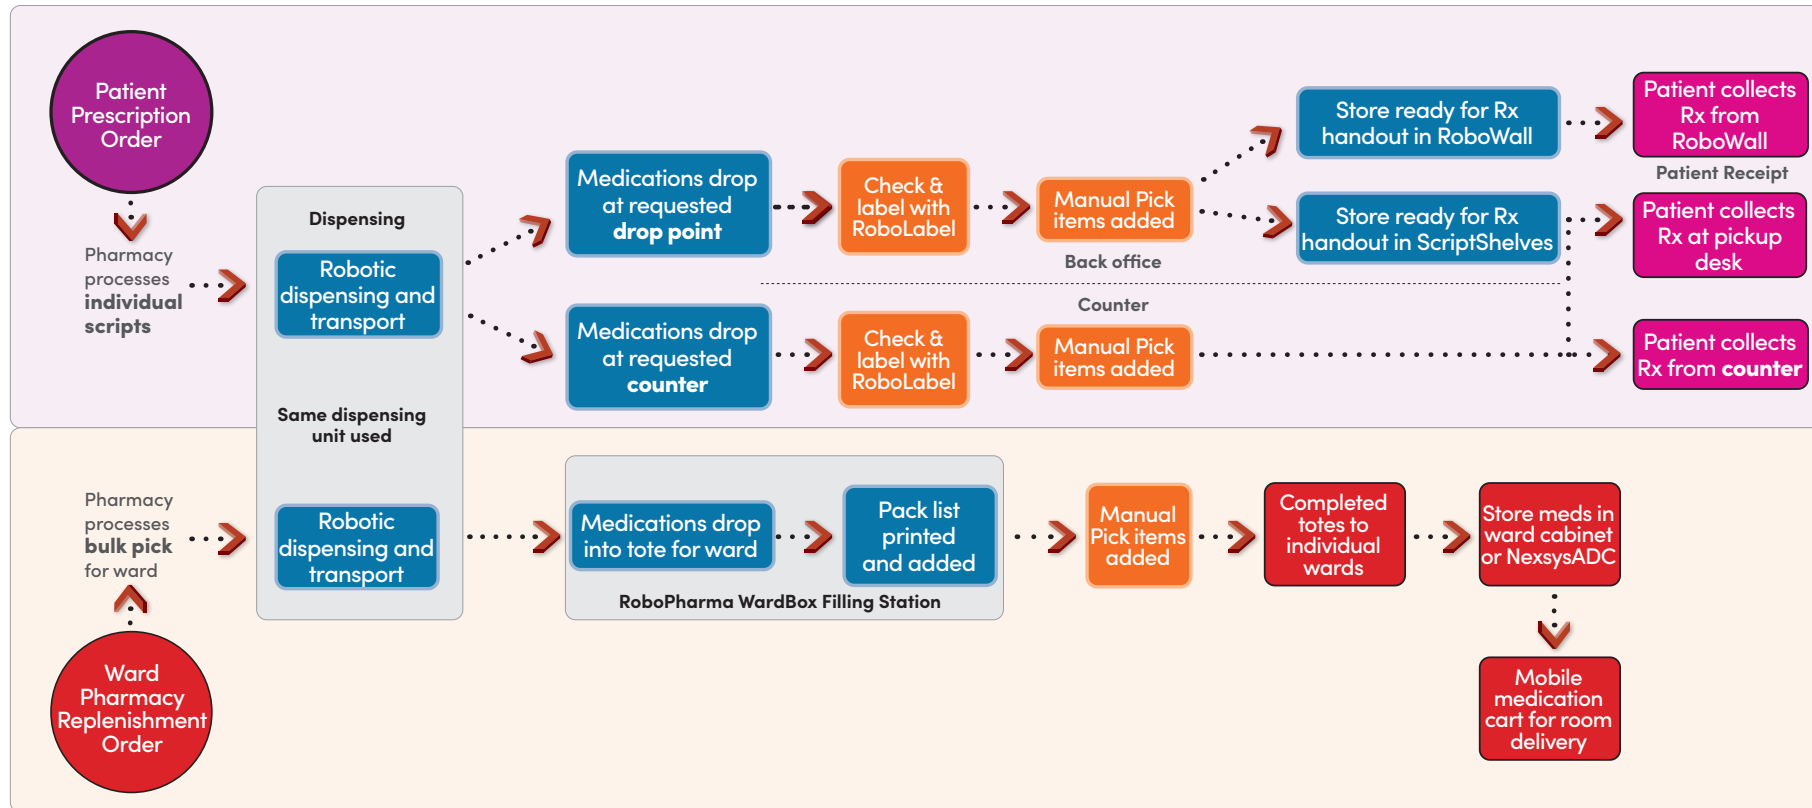 Patient
Prescription
Order
Pharmacy
processes
individual
scripts
Dispensing
Robotic
dispensing and
transport
Same dispensing
unit used
Medications drop
at requested
drop point
Check &
label with
RoboLabel
Manual Pick
items added
Back office
Store ready for Rx
handout in RoboWall
Store ready for Rx
handout in ScriptShelves
Patient collects
Rx from
RoboWall
Patient Receipt
Patient collects
Rx at pickup
desk
Counter
Medications drop
at requested
counter
Check &
label with
RoboLabel
Manual Pick
items added
Patient collects
Rx from counter
Pharmacy
processes
bulk pick
for ward
Ward
Pharmacy
Replenishment
Order
Robotic
dispensing and
transport
Medications drop
into tote for ward
Pack list
printed
and added
RoboPharma WardBox Filling Station
Manual
Pick items
added
Completed
totes to
individual
wards
Store meds in
ward cabinet
or NexsysADC
Mobile
medication
cart for room
delivery